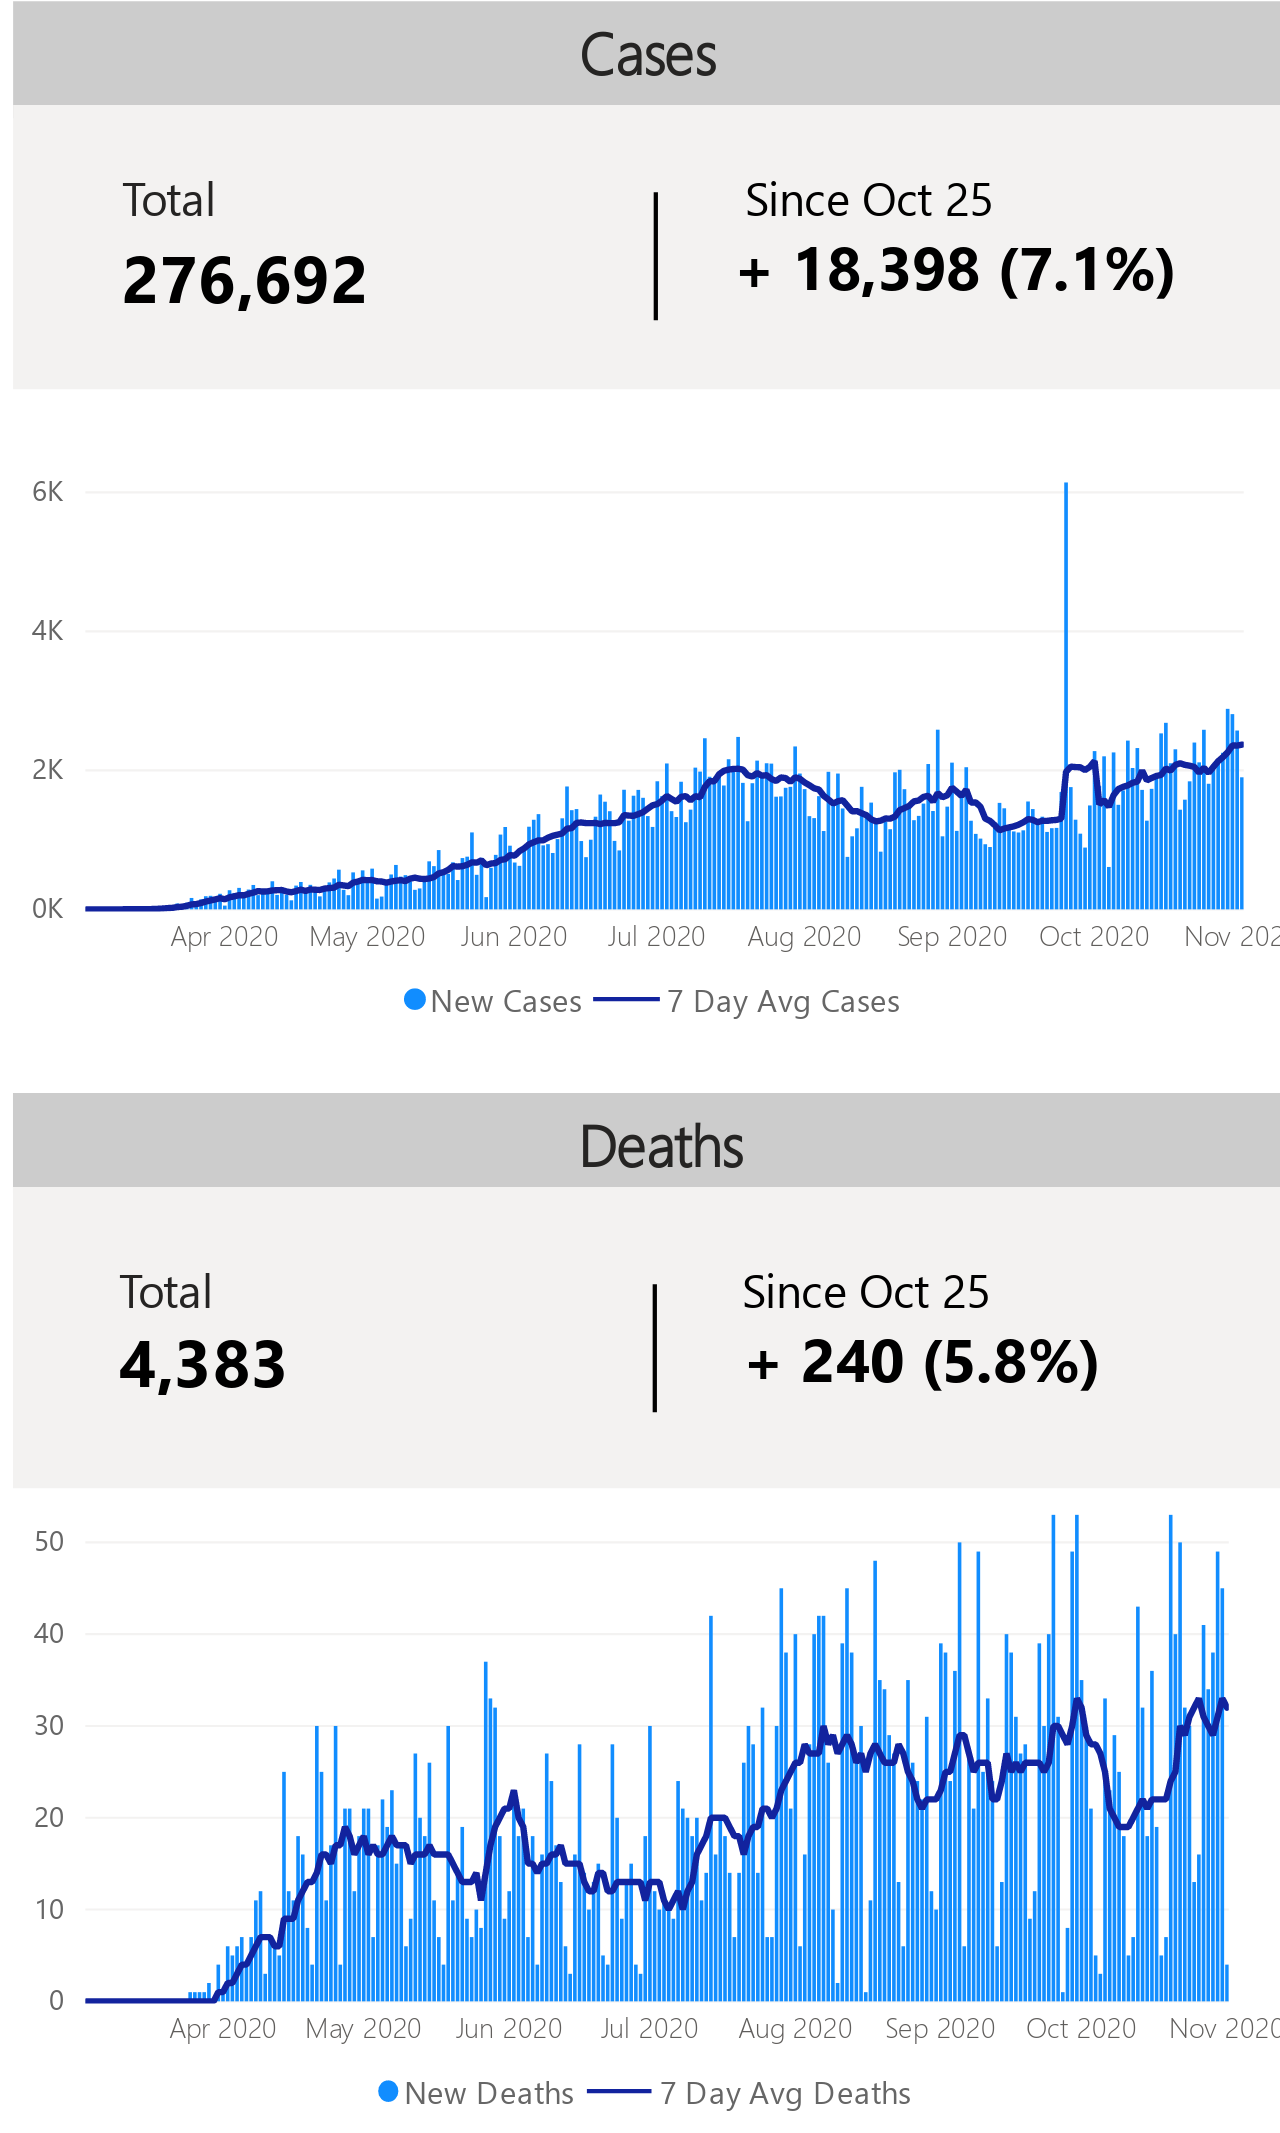 Cases
Total
Since Oct 25
276,692
+ 18,398 (7.1%)
6K
4K
2K
0K
Apr 2020 May 2020 Jun 2020 Jul 2020 Aug 2020 Sep 2020 Oct 2020 Nov 202
New Cases 7 Day Avg Cases
Deaths
Total
Since Oct 25
4,383
+ 240 (5.8%)
50
40
30
20
10
0
Apr 2020 May 2020 Jun 2020 Jul 2020 Aug 2020 Sep 2020 Oct 2020 Nov 2020
New Deaths 7 Day Avg Deaths